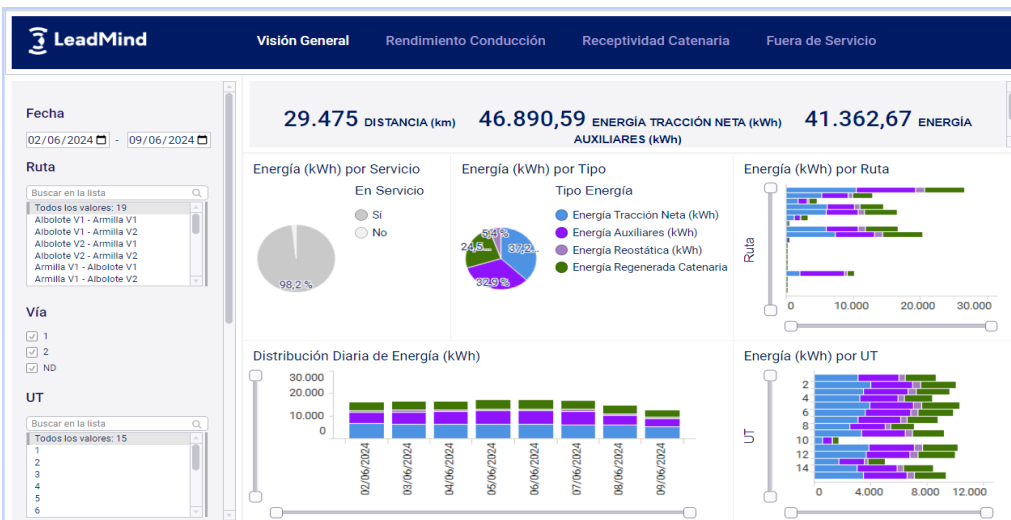 LeadMind
Visión General Rendimiento Conducción Receptividad Catenaria Fuera de Servicio
Fecha
02/06/2024 - 09/06/2024
Ruta
Buscar en la lista
Todos los valores: 19
Albolote V1 - Armilla V1
Albolote V1 - Armilla V2
Albolote V2 - Armilla V1
Albolote V2 - Armilla V2
Armilla V1 - Albolote V1
Armilla V1 - Albolote V2
Vía
1
2
ND
UT
Buscar en la lista
Todos los valores: 15
1
2
3
4
5
6
29.475 DISTANCIA (km) 46.890,59 ENERGÍA TRACCIÓN NETA (kWh) 41.362,67 ENERGÍA
AUXILIARES (kWh)
Energía (kWh) por Servicio
En Servicio
Sí
No
98,2 %
Energía (kWh) por Tipo
Tipo Energía
Energía Tracción Neta (kWh)
Energía Auxiliares (kWh)
Energía Reostática (kWh)
Energía Regenerada Catenaria
5,4 %
24,5... 37,2...
32,9 %
Energía (kWh) por Ruta
Ruta
0 10.000 20.000 30.000
Distribución Diaria de Energía (kWh)
30.000
20.000
10.000
0
02/06/2024 03/06/2024 04/06/2024 05/06/2024 06/06/2024 07/06/2024 08/06/2024 09/06/2024
Energía (kWh) por UT
UT
2
4
6
8
10
12
14
0 4.000 8.000 12.000